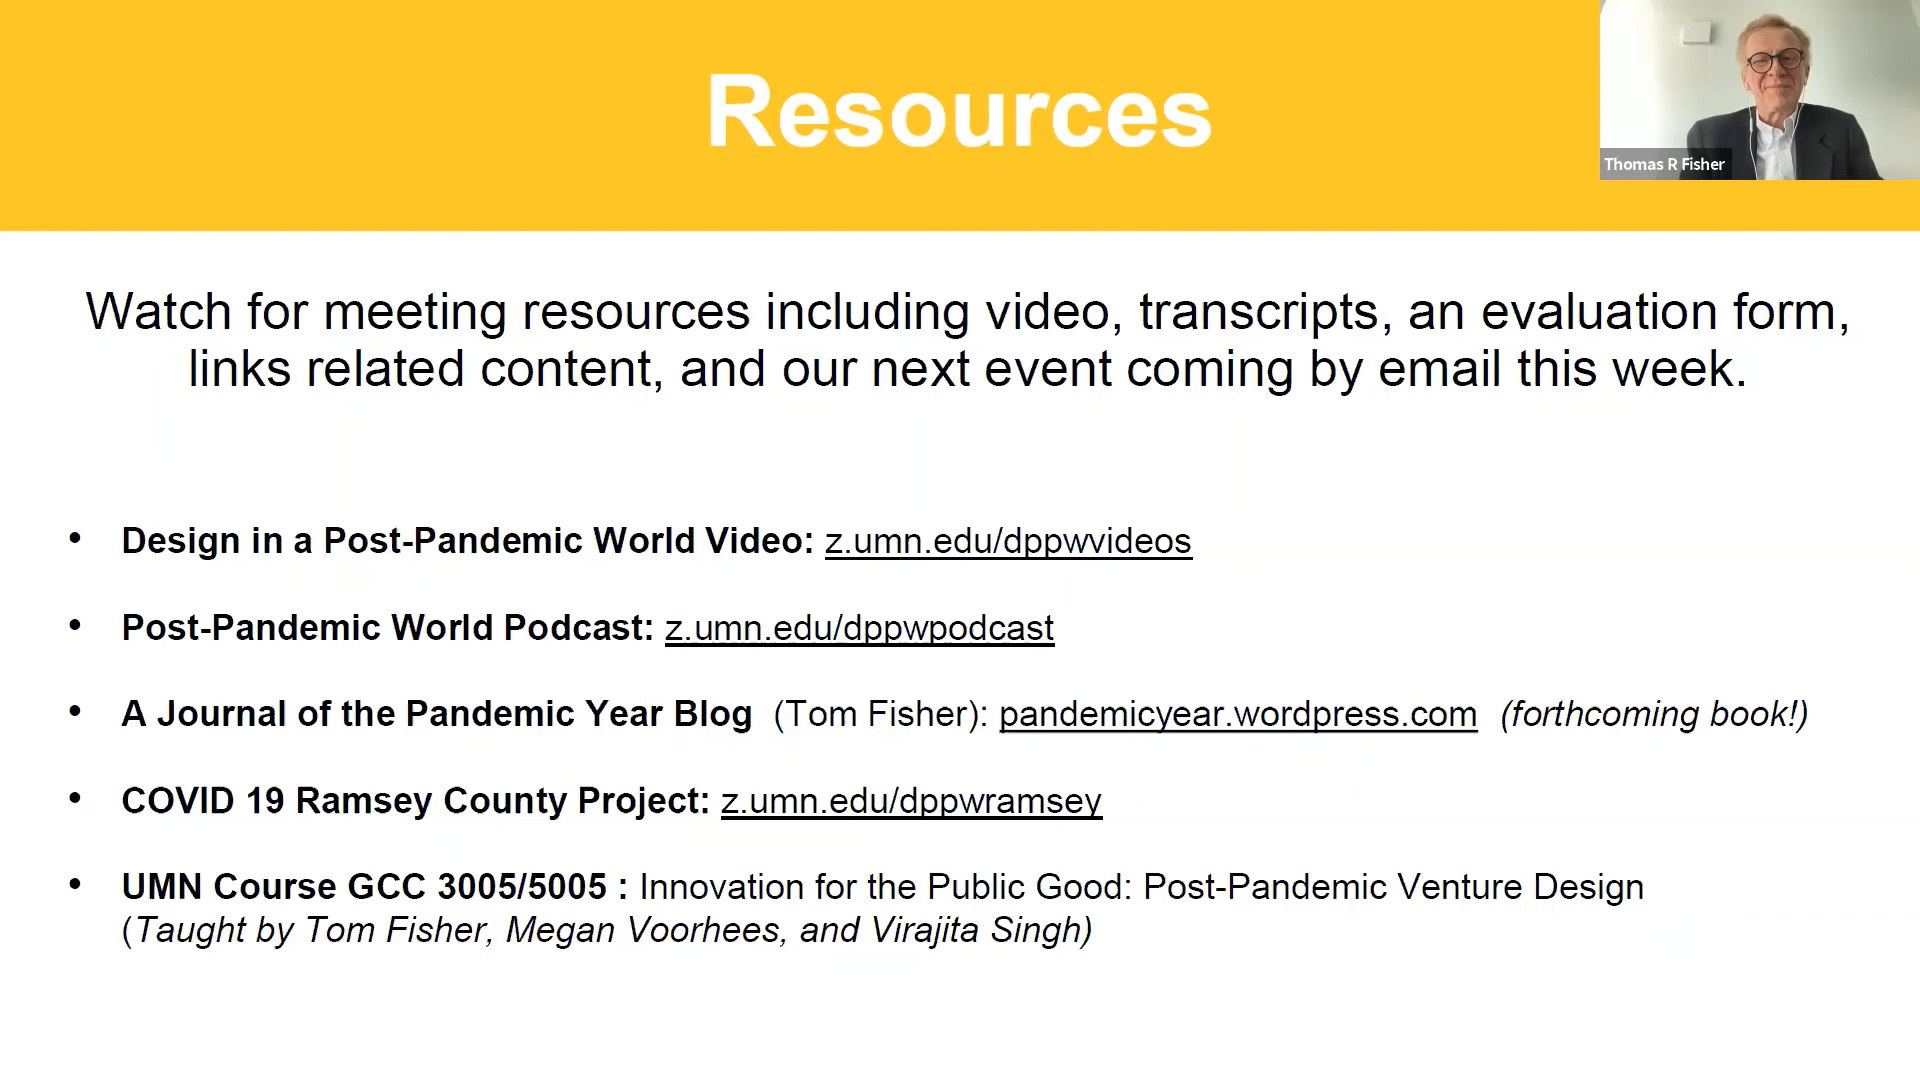 Resources
Thomas R Fisher
Watch for meeting resources including video, transcripts, an evaluation form,
links related content, and our next event coming by email this week.
• Design in a Post-Pandemic World Video: z.umn.edu/dppwvideos
• Post-Pandemic World Podcast: z.umn.edu/dppwpodcast
• A Journal of the Pandemic Year Blog (Tom Fisher): pandemicyear.wordpress.com (forthcoming book!)
• COVID 19 Ramsey County Project: z.umn.edu/dppwramsey
• UMN Course GCC 3005/5005 : Innovation for the Public Good: Post-Pandemic Venture Design
(Taught by Tom Fisher, Megan Voorhees, and Virajita Singh)